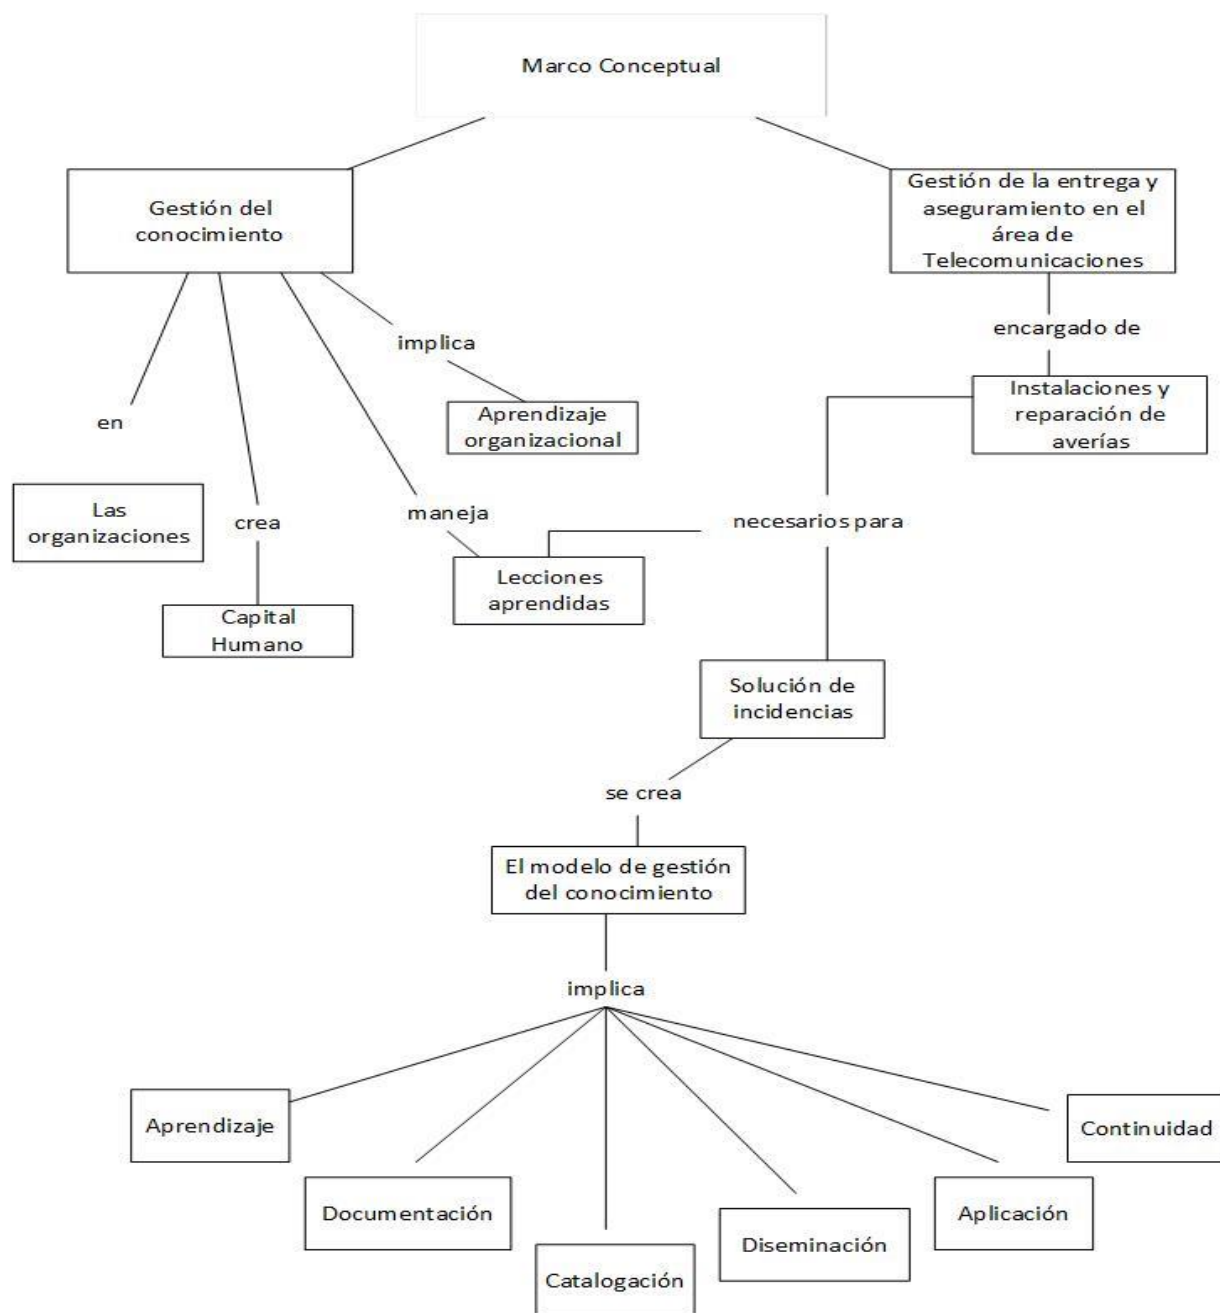 Marco Conceptual
Gestión del
conocimiento
Gestión de la entrega y
aseguramiento en el
área de
Telecomunicaciones
implica
encargado de
Aprendizaje
organizacional
Instalaciones y
reparación de
averías
en
Las
organizaciones
crea
maneja
necesarios para
Lecciones
aprendidas
Capital
Humano
Solución de
incidencias
se crea
El modelo de gestión
del conocimiento
implica
Aprendizaje
Continuidad
Documentación
Aplicación
Diseminación
Catalogación